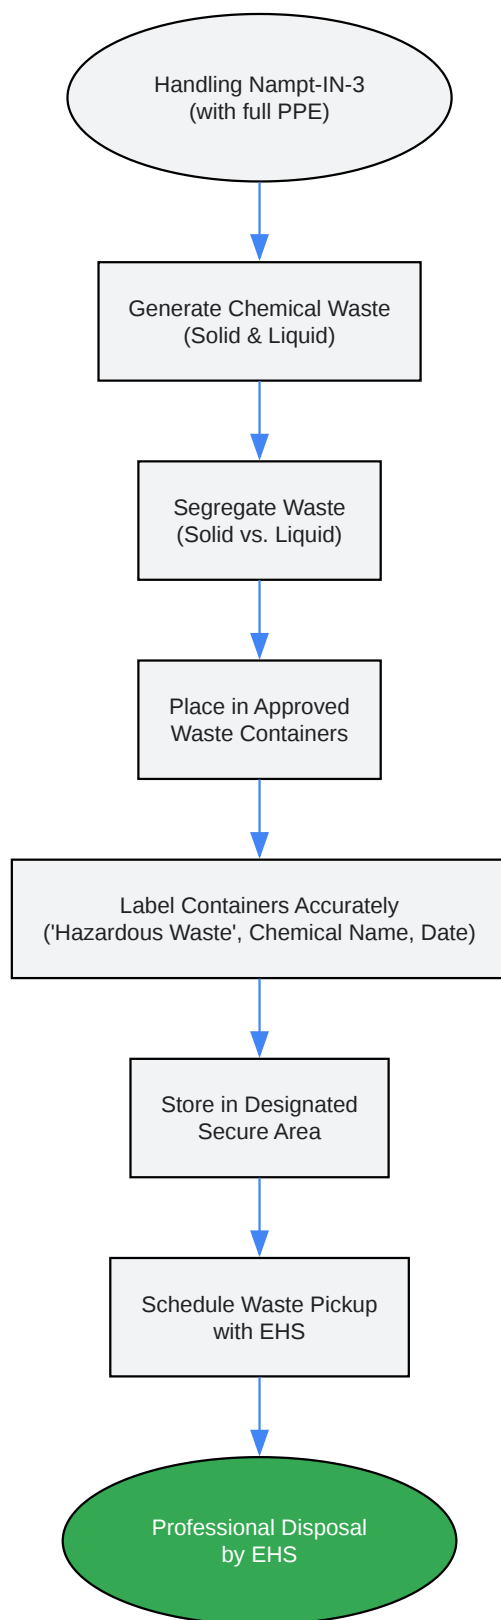 Handling Nampt-IN-3
(with full PPE)
Generate Chemical Waste
(Solid & Liquid)
Segregate Waste
(Solid vs. Liquid)
Place in Approved
Waste Containers
Label Containers Accurately
('Hazardous Waste', Chemical Name, Date)
Store in Designated
Secure Area
Schedule Waste Pickup
with EHS
Professional Disposal
by EHS